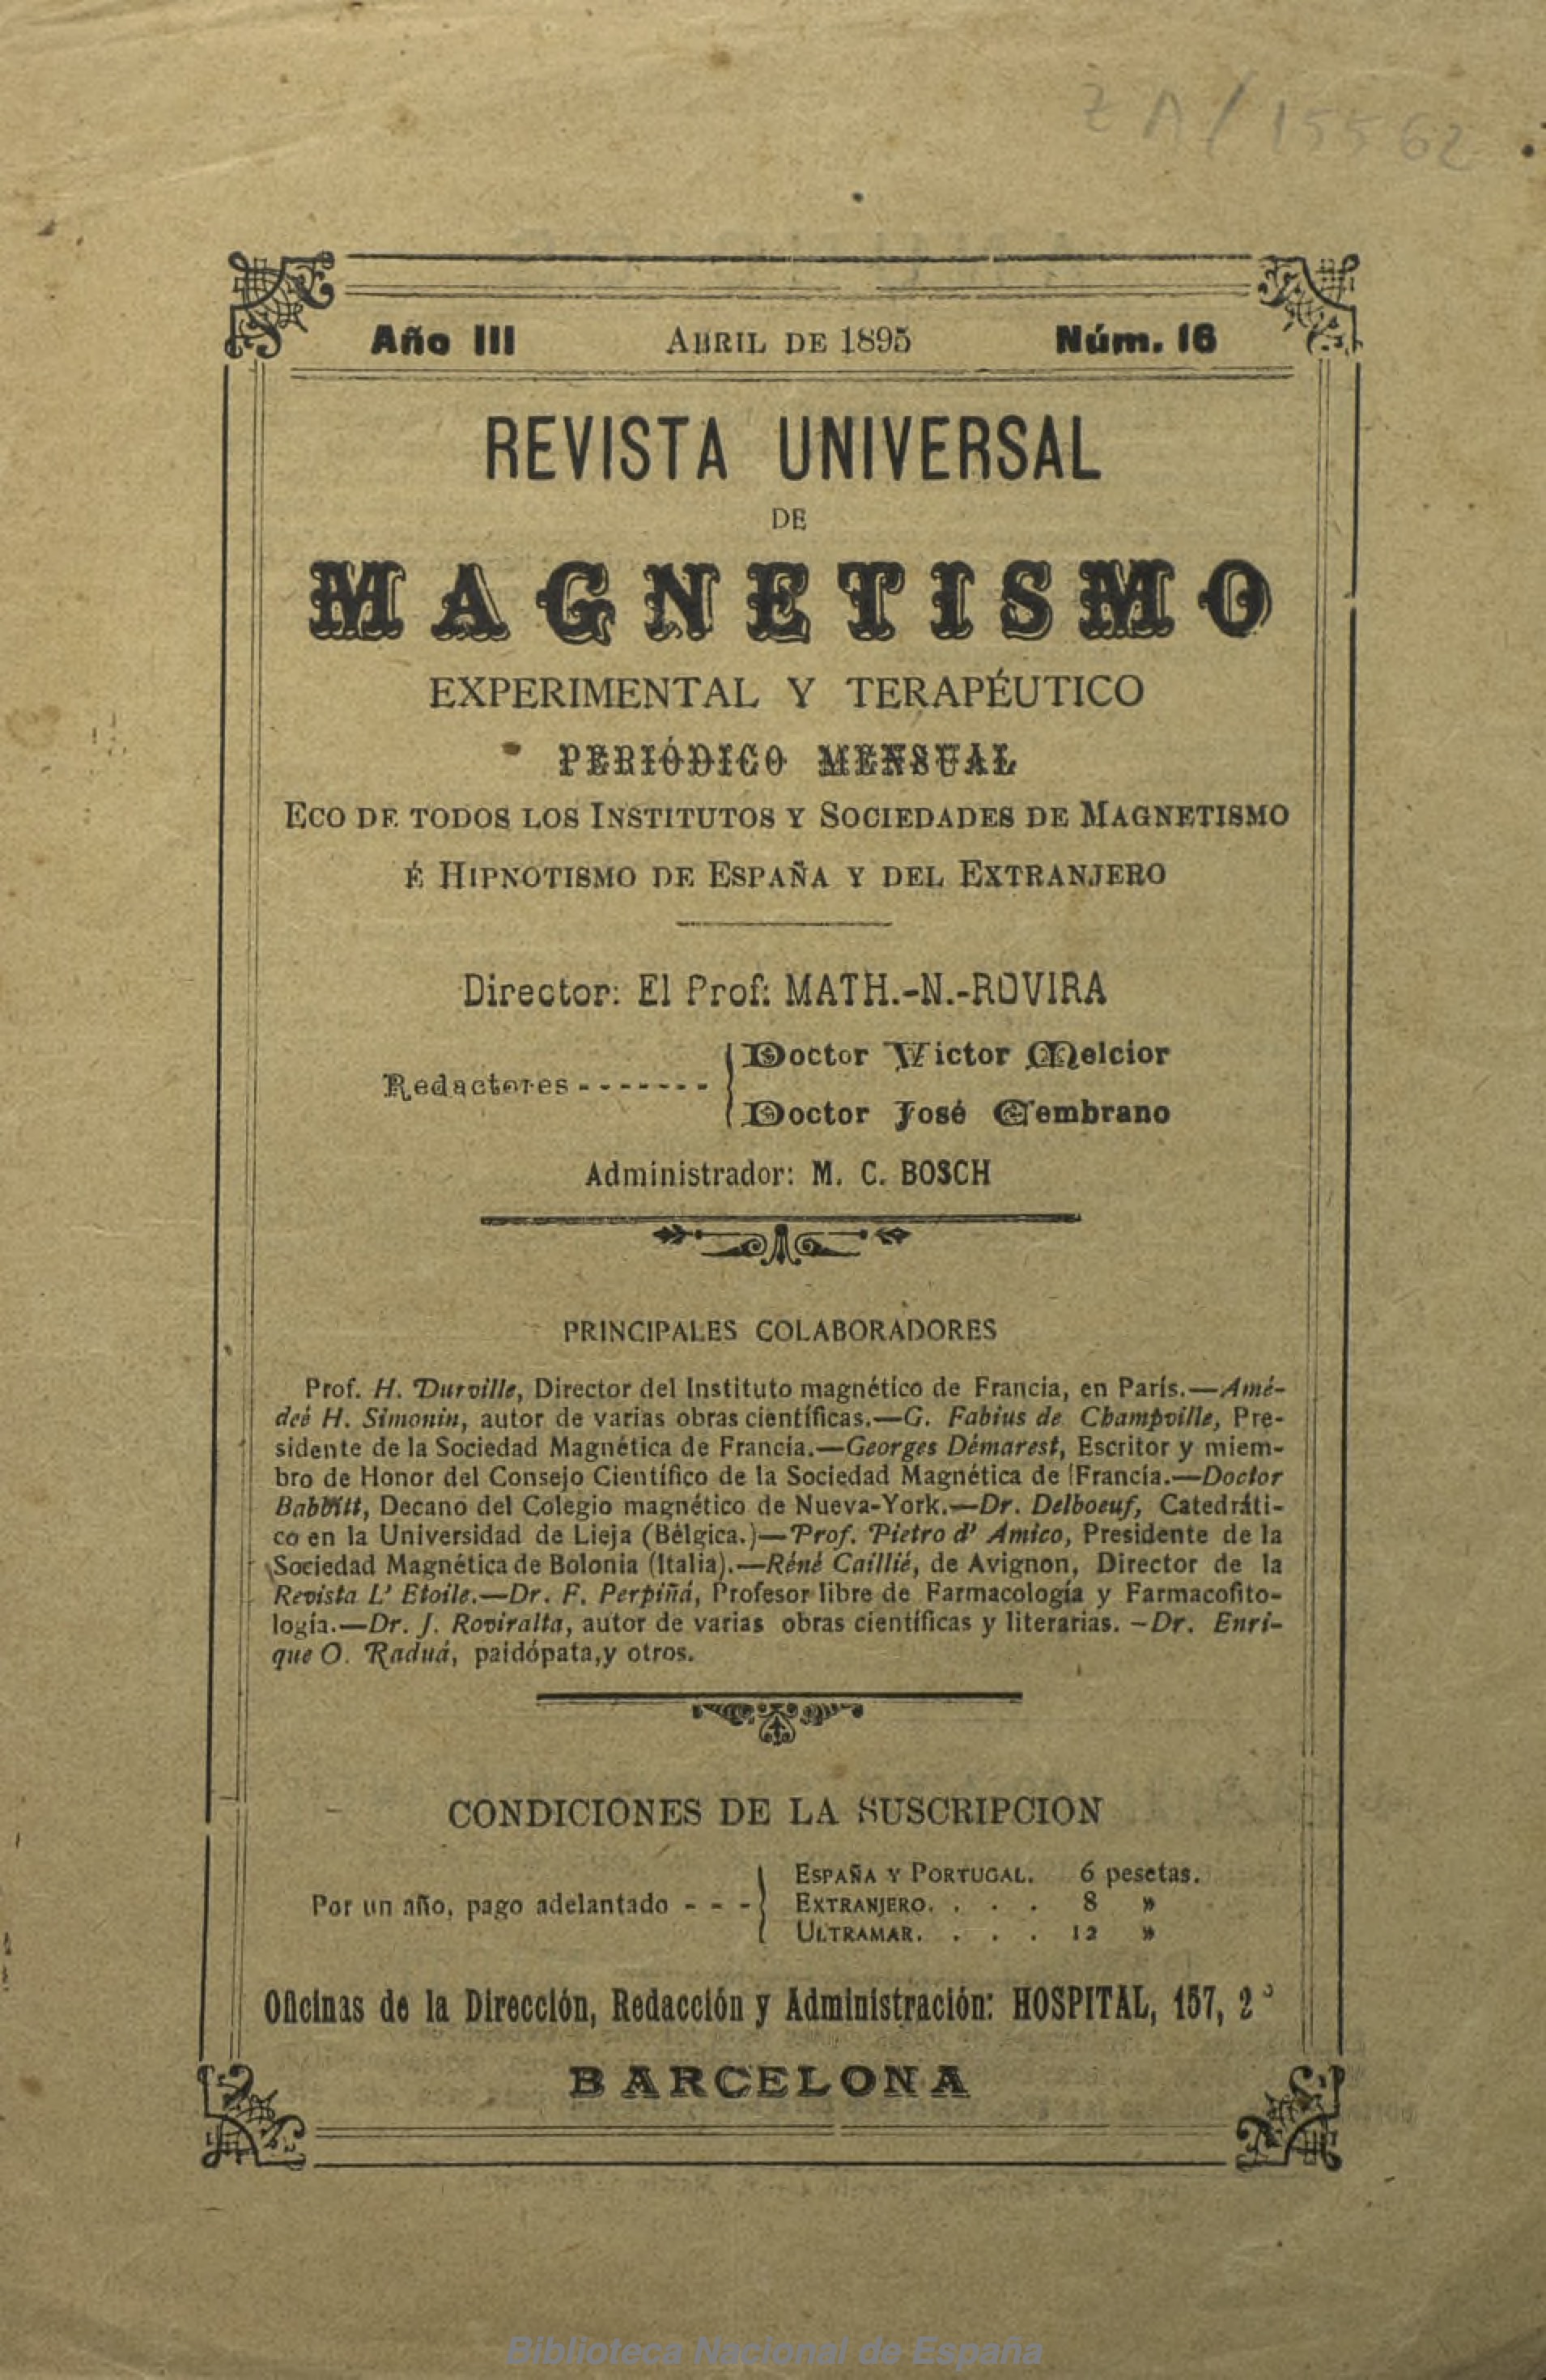 ZA/15562
Año III Abril de 1895 Núm. 16
REVISTA UNIVERSAL
DE
MAGNETISMO
EXPERIMENTAL Y TERAPÉUTICO
PERIÓDICO MENSUAL
Eco de todos los Institutos y Sociedades de Magnetismo
é Hipnotismo de España y del Extranjero
Director: El Prof: MATH.-N.-ROVIRA
Redactores - - - - - - -
Doctor Victor Melcior
Doctor José Cembrano
Administrador: M. C. BOSCH
PRINCIPALES COLABORADORES
Prof. H. Durville, Director del Instituto magnético de Francia, en París.—Amé-
deé H. Simonin, autor de varias obras científicas.—G. Fabius de Champville, Pre-
sidente de la Sociedad Magnética de Francia.—Georges Démarest, Escritor y miem-
bro de Honor del Consejo Científico de la Sociedad Magnética de Francia.—Doctor
Babbitt, Decano del Colegio magnético de Nueva-York.—Dr. Delboeuf, Catedráti-
co en la Universidad de Lieja (Bélgica.)—Prof. Pietro d' Amico, Presidente de la
Sociedad Magnética de Bolonia (Italia).—Réné Caillié, de Avignon, Director de la
Revista L' Etoile.—Dr. F. Perpiñá, Profesor libre de Farmacología y Farmacofito-
logía.—Dr. J. Roviralta, autor de varias obras científicas y literarias. –Dr. Enri-
que O. Raduá, paidópata,y otros.
CONDICIONES DE LA SUSCRIPCION
Por un año, pago adelantado - - -
España y Portugal. 6 pesetas.
Extranjero. . . . 8 »
Ultramar. . . . 12 »
Oficinas de la Dirección, Redacción y Administración: HOSPITAL, 157, 2º
BARCELONA
Biblioteca Nacional de España